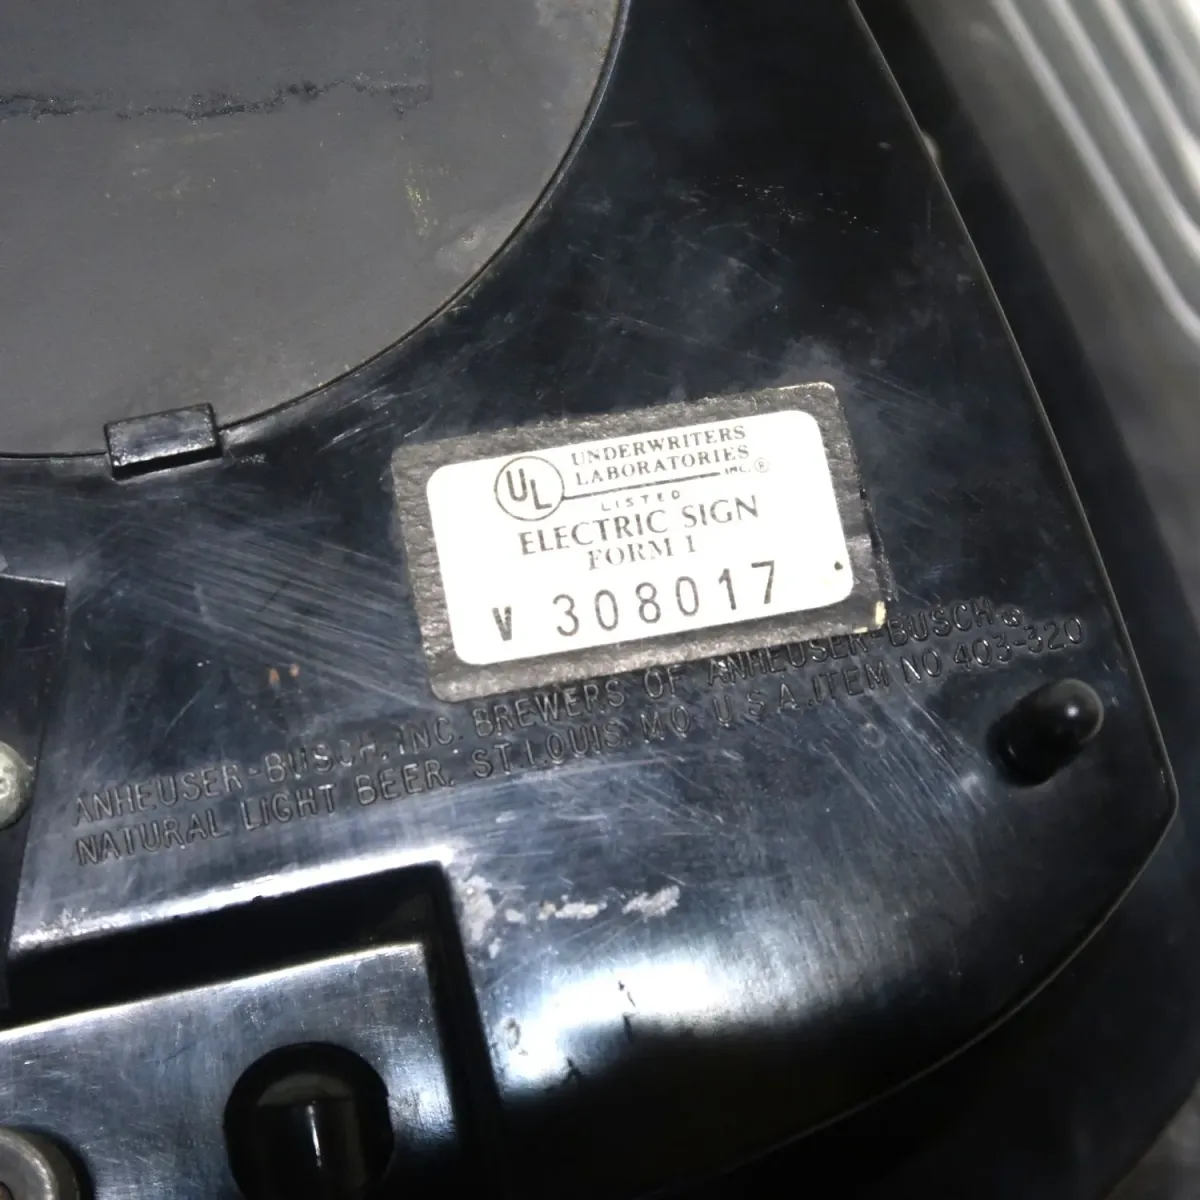 UL
UNDERWRITERS
LABORATORIES
INC.®
LISTED
ELECTRIC SIGN
FORM 1
V 308017
ANHEUSER-BUSCH, INC. BREWERS OF ANHEUSER-BUSCH®
NATURAL LIGHT BEER, ST. LOUIS, MO. U.S.A. ITEM NO 403-320